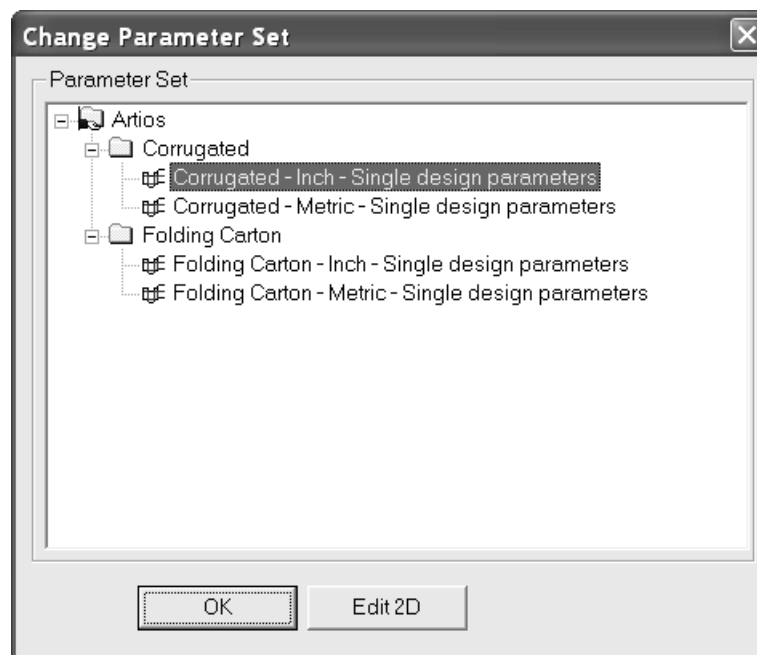 Change Parameter Set
Parameter Set
Artios
Corrugated
Corrugated - Inch - Single design parameters
Corrugated - Metric - Single design parameters
Folding Carton
Folding Carton - Inch - Single design parameters
Folding Carton - Metric - Single design parameters
OK Edit 2D